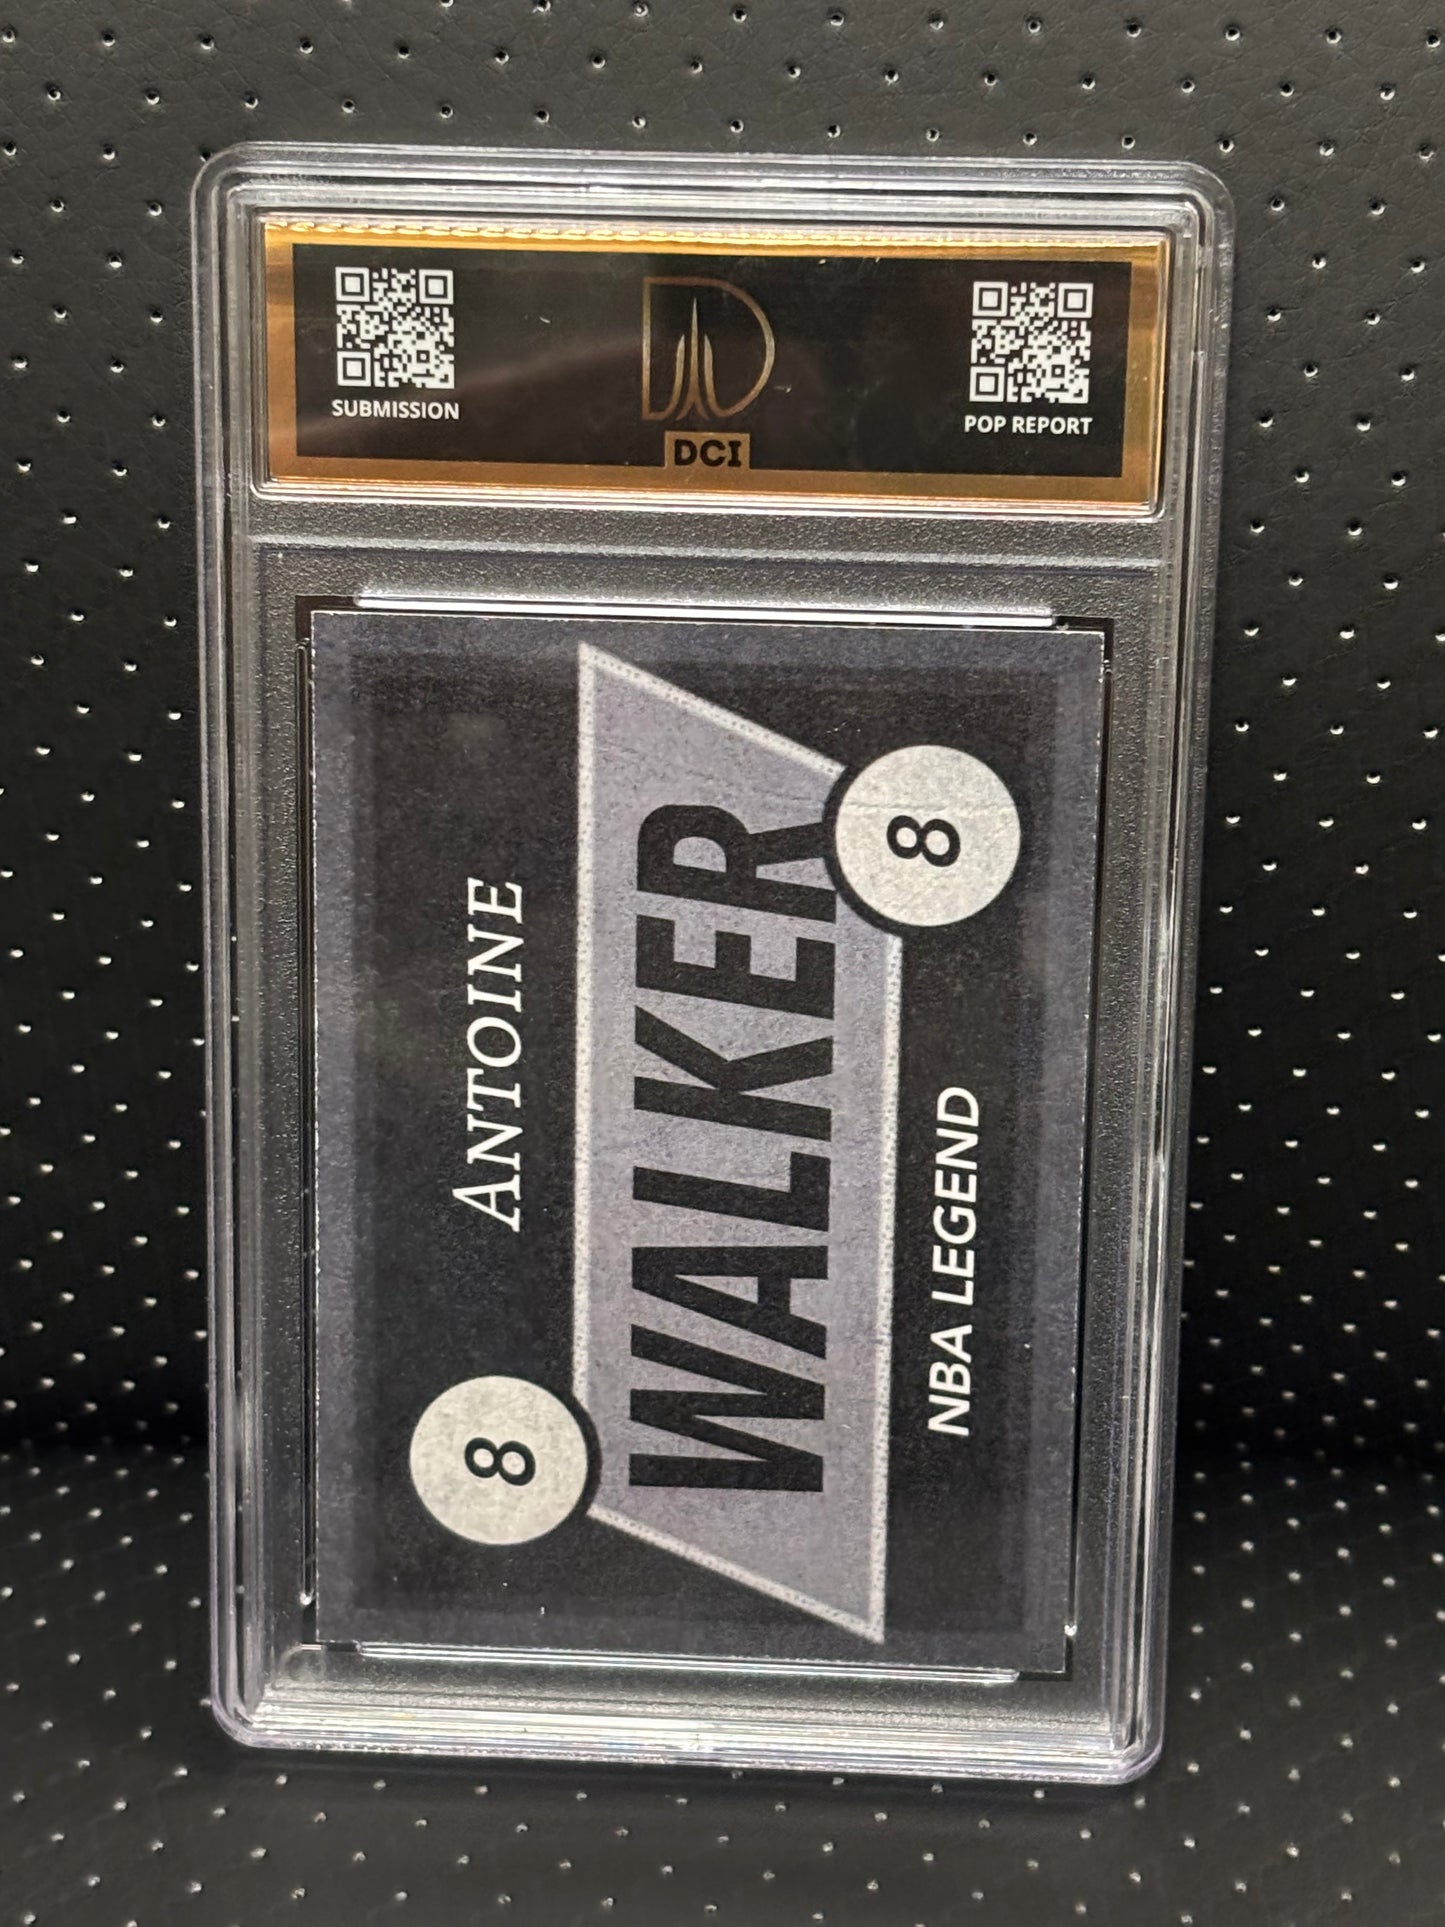 SUBMISSION
DCI
POP REPORT
ANTOINE
8
WALKER
8
NBA LEGEND